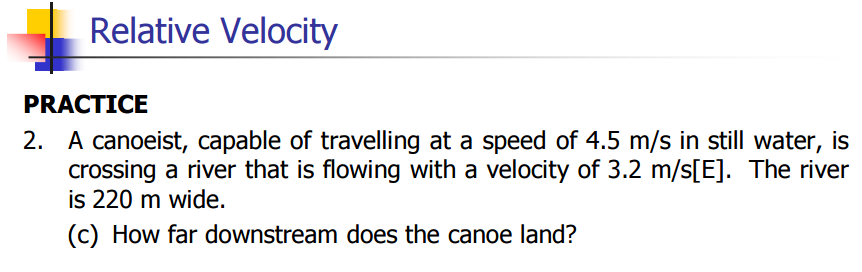 Relative Velocity
PRACTICE
2. A canoeist, capable of travelling at a speed of 4.5 m/s in still water, is
crossing a river that is flowing with a velocity of 3.2 m/s[E]. The river
is 220 m wide.
(c) How far downstream does the canoe land?